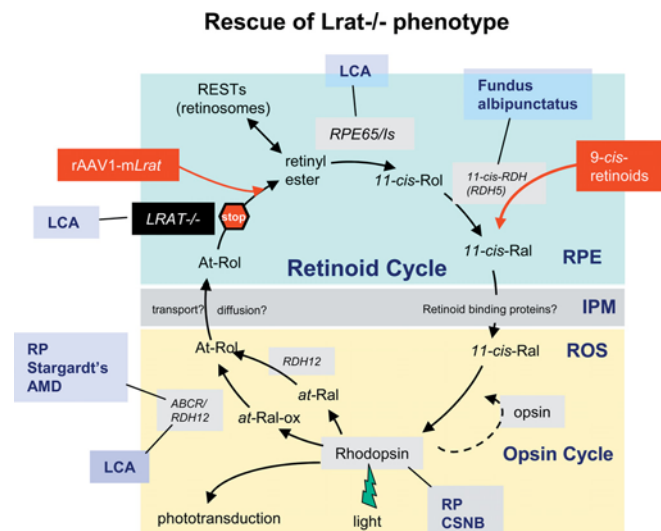 Rescue of Lrat-/- phenotype
LCA
RESTs
(retinosomes)
RPE65/Is
Fundus
albipunctatus
rAAV1-mLrat
retinyl
ester
11-cis-Rol
11-cis-RDH
(RDH5)
9-cis-
retinoids
LCA
LRAT-/-
stop
At-Rol
Retinoid Cycle
11-cis-Ral
RPE
transport?
diffusion?
Retinoid binding proteins?
IPM
RP
Stargardt's
AMD
At-Rol
RDH12
11-cis-Ral
ROS
ABCR/
RDH12
at-Ral
at-Ral-ox
opsin
LCA
Rhodopsin
Opsin Cycle
phototransduction
light
RP
CSNB